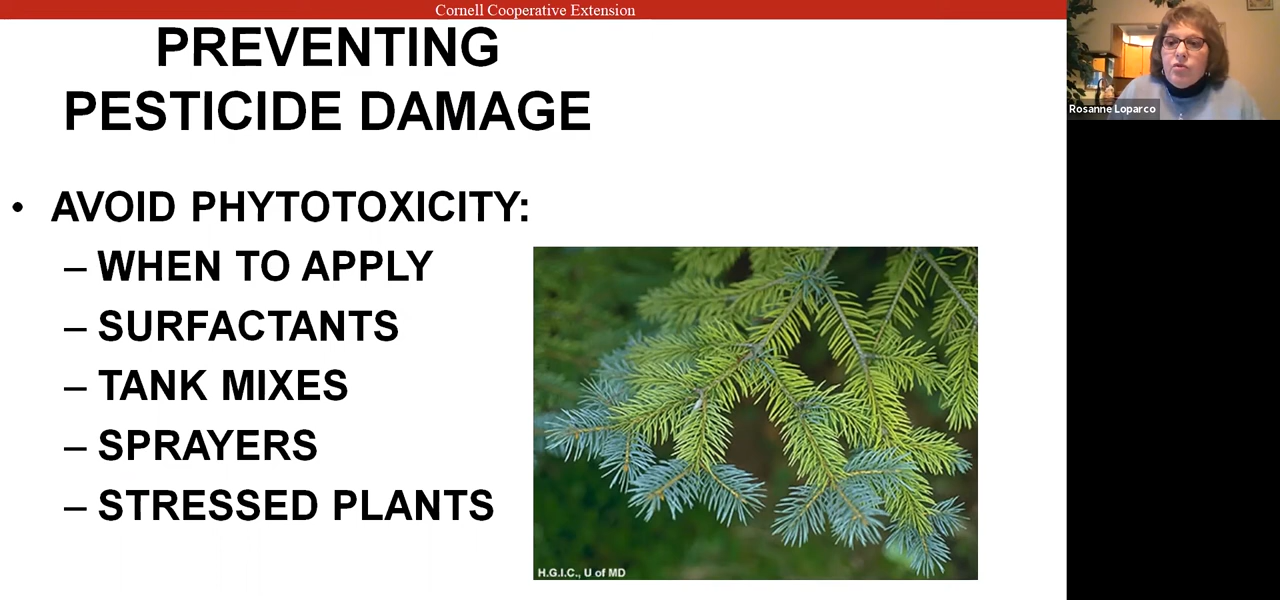 Cornell Cooperative Extension
PREVENTING
PESTICIDE DAMAGE
• AVOID PHYTOTOXICITY:
– WHEN TO APPLY
– SURFACTANTS
– TANK MIXES
– SPRAYERS
– STRESSED PLANTS
H.G.I.C., U of MD
Rosanne Loparco